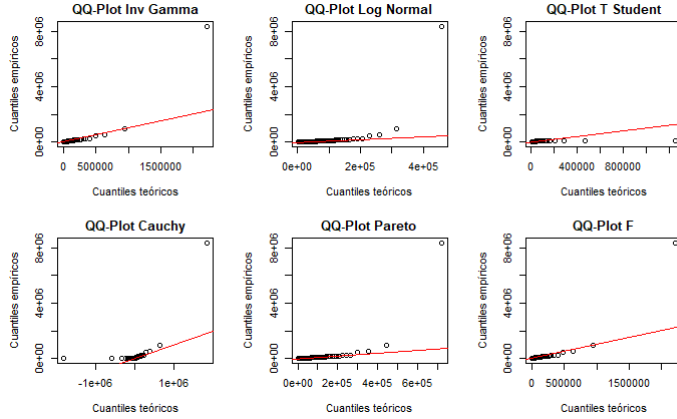 QQ-Plot Inv Gamma
Cuantiles empíricos
0e+00 4e+06 8e+06
0 500000 1500000
Cuantiles teóricos
QQ-Plot Log Normal
Cuantiles empíricos
0e+00 4e+06 8e+06
0e+00 2e+05 4e+05
Cuantiles teóricos
QQ-Plot T Student
Cuantiles empíricos
0e+00 4e+06 8e+06
0 400000 800000
Cuantiles teóricos
QQ-Plot Cauchy
Cuantiles empíricos
0e+00 4e+06 8e+06
-1e+06 1e+06
Cuantiles teóricos
QQ-Plot Pareto
Cuantiles empíricos
0e+00 4e+06 8e+06
0e+00 2e+05 4e+05 6e+05
Cuantiles teóricos
QQ-Plot F
Cuantiles empíricos
0e+00 4e+06 8e+06
0 500000 1500000
Cuantiles teóricos